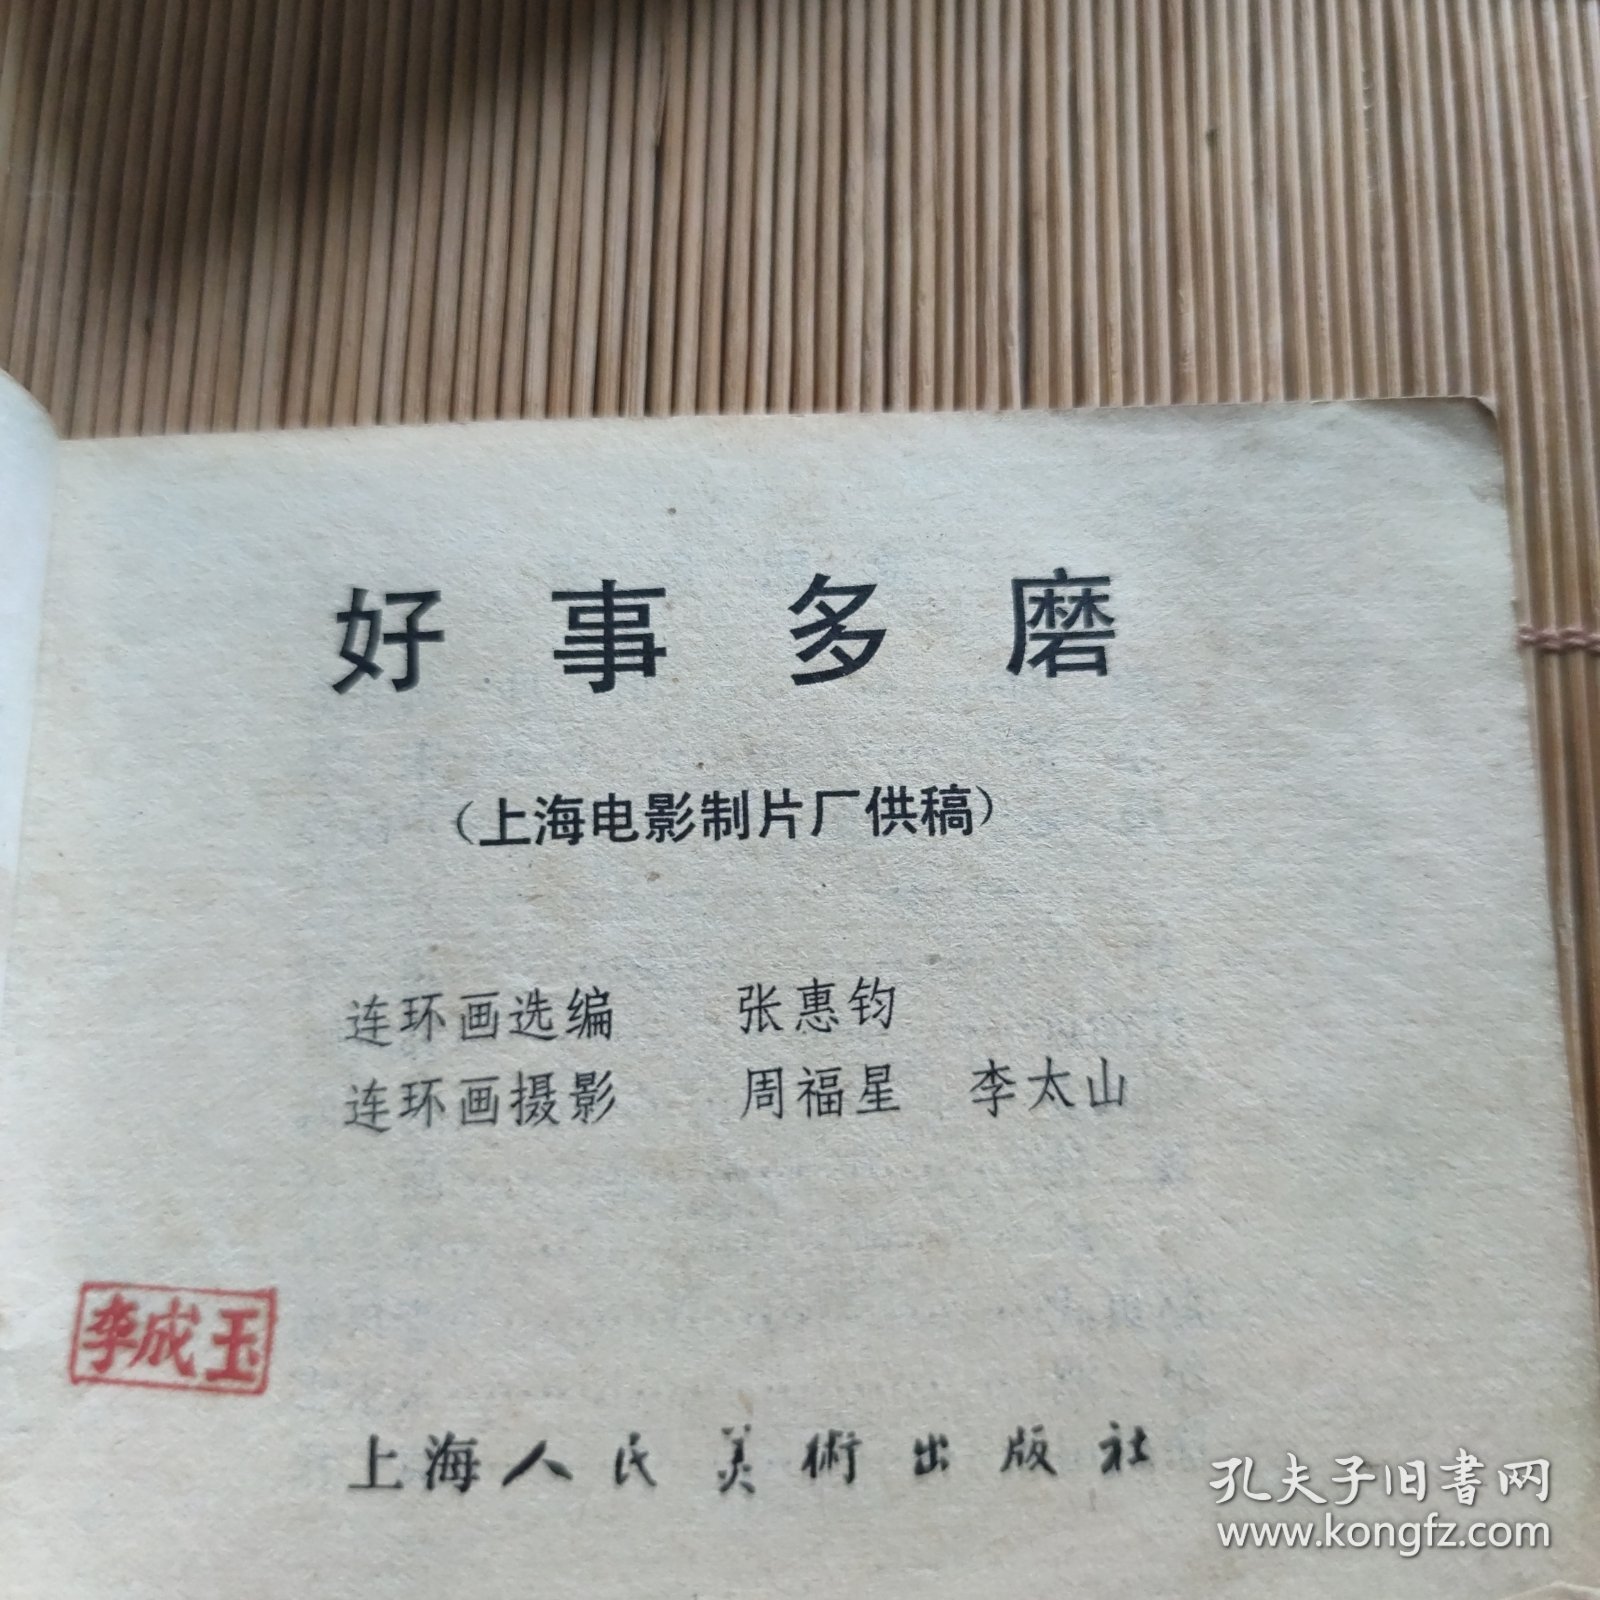 好事多磨
（上海电影制片厂供稿）
连环画选编 张惠钧
连环画摄影 周福星 李太山
李成玉
上海人民美術出版社
孔夫子旧書网
www.kongfz.com